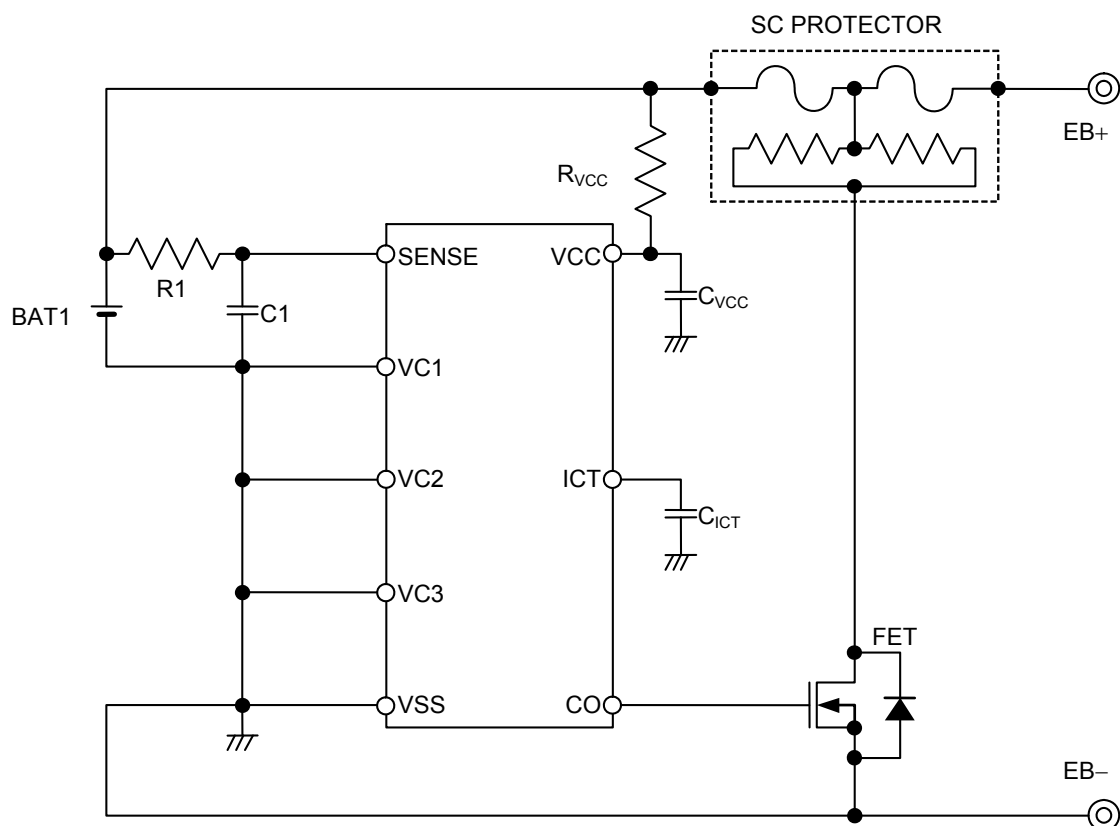 SC PROTECTOR
EB+
RVCC
SENSE
VCC
R1
CVCC
BAT1
C1
VC1
VC2
ICT
CICT
VC3
FET
VSS
CO
EB−